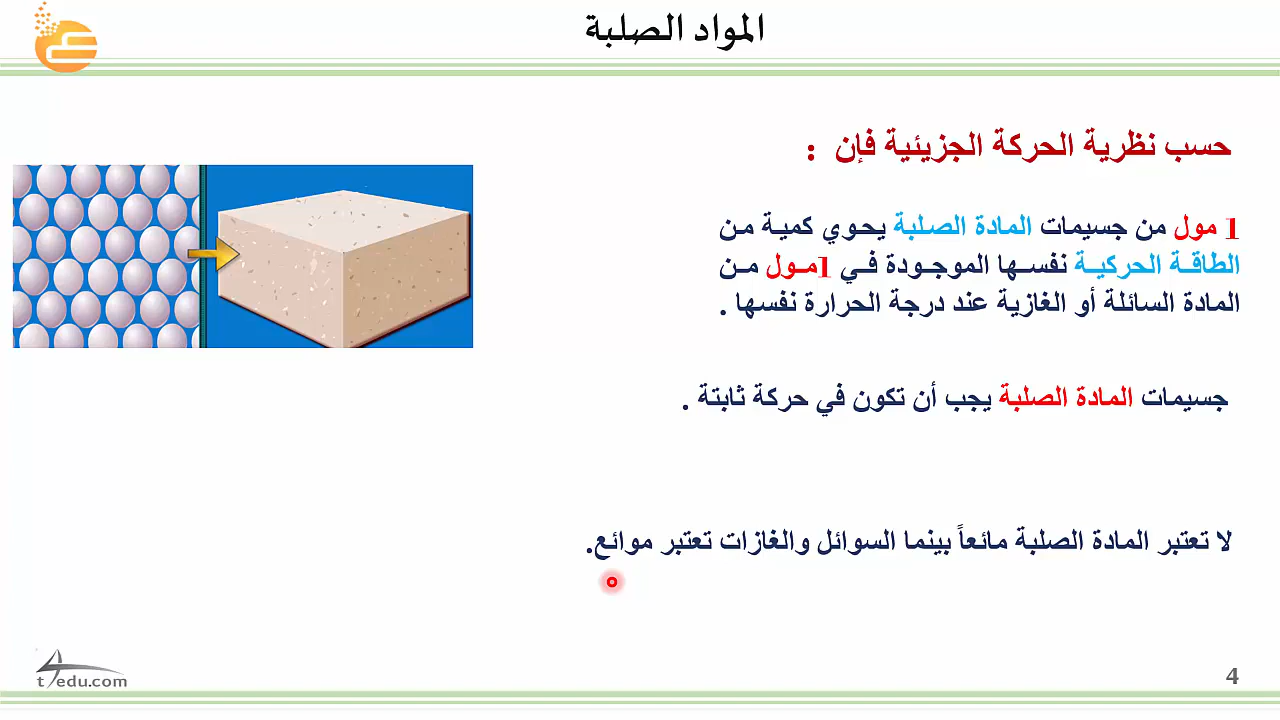 المواد الصلبة
حسب نظرية الحركة الجزيئية فإن :
1 مول من جسيمات المادة الصلبة يحوي كمية من
الطاقة الحركية نفسها الموجودة في 1مول من
المادة السائلة أو الغازية عند درجة الحرارة نفسها .
جسيمات المادة الصلبة يجب أن تكون في حركة ثابتة .
لا تعتبر المادة الصلبة مائعاً بينما السوائل والغازات تعتبر موائع.
t4edu.com
4